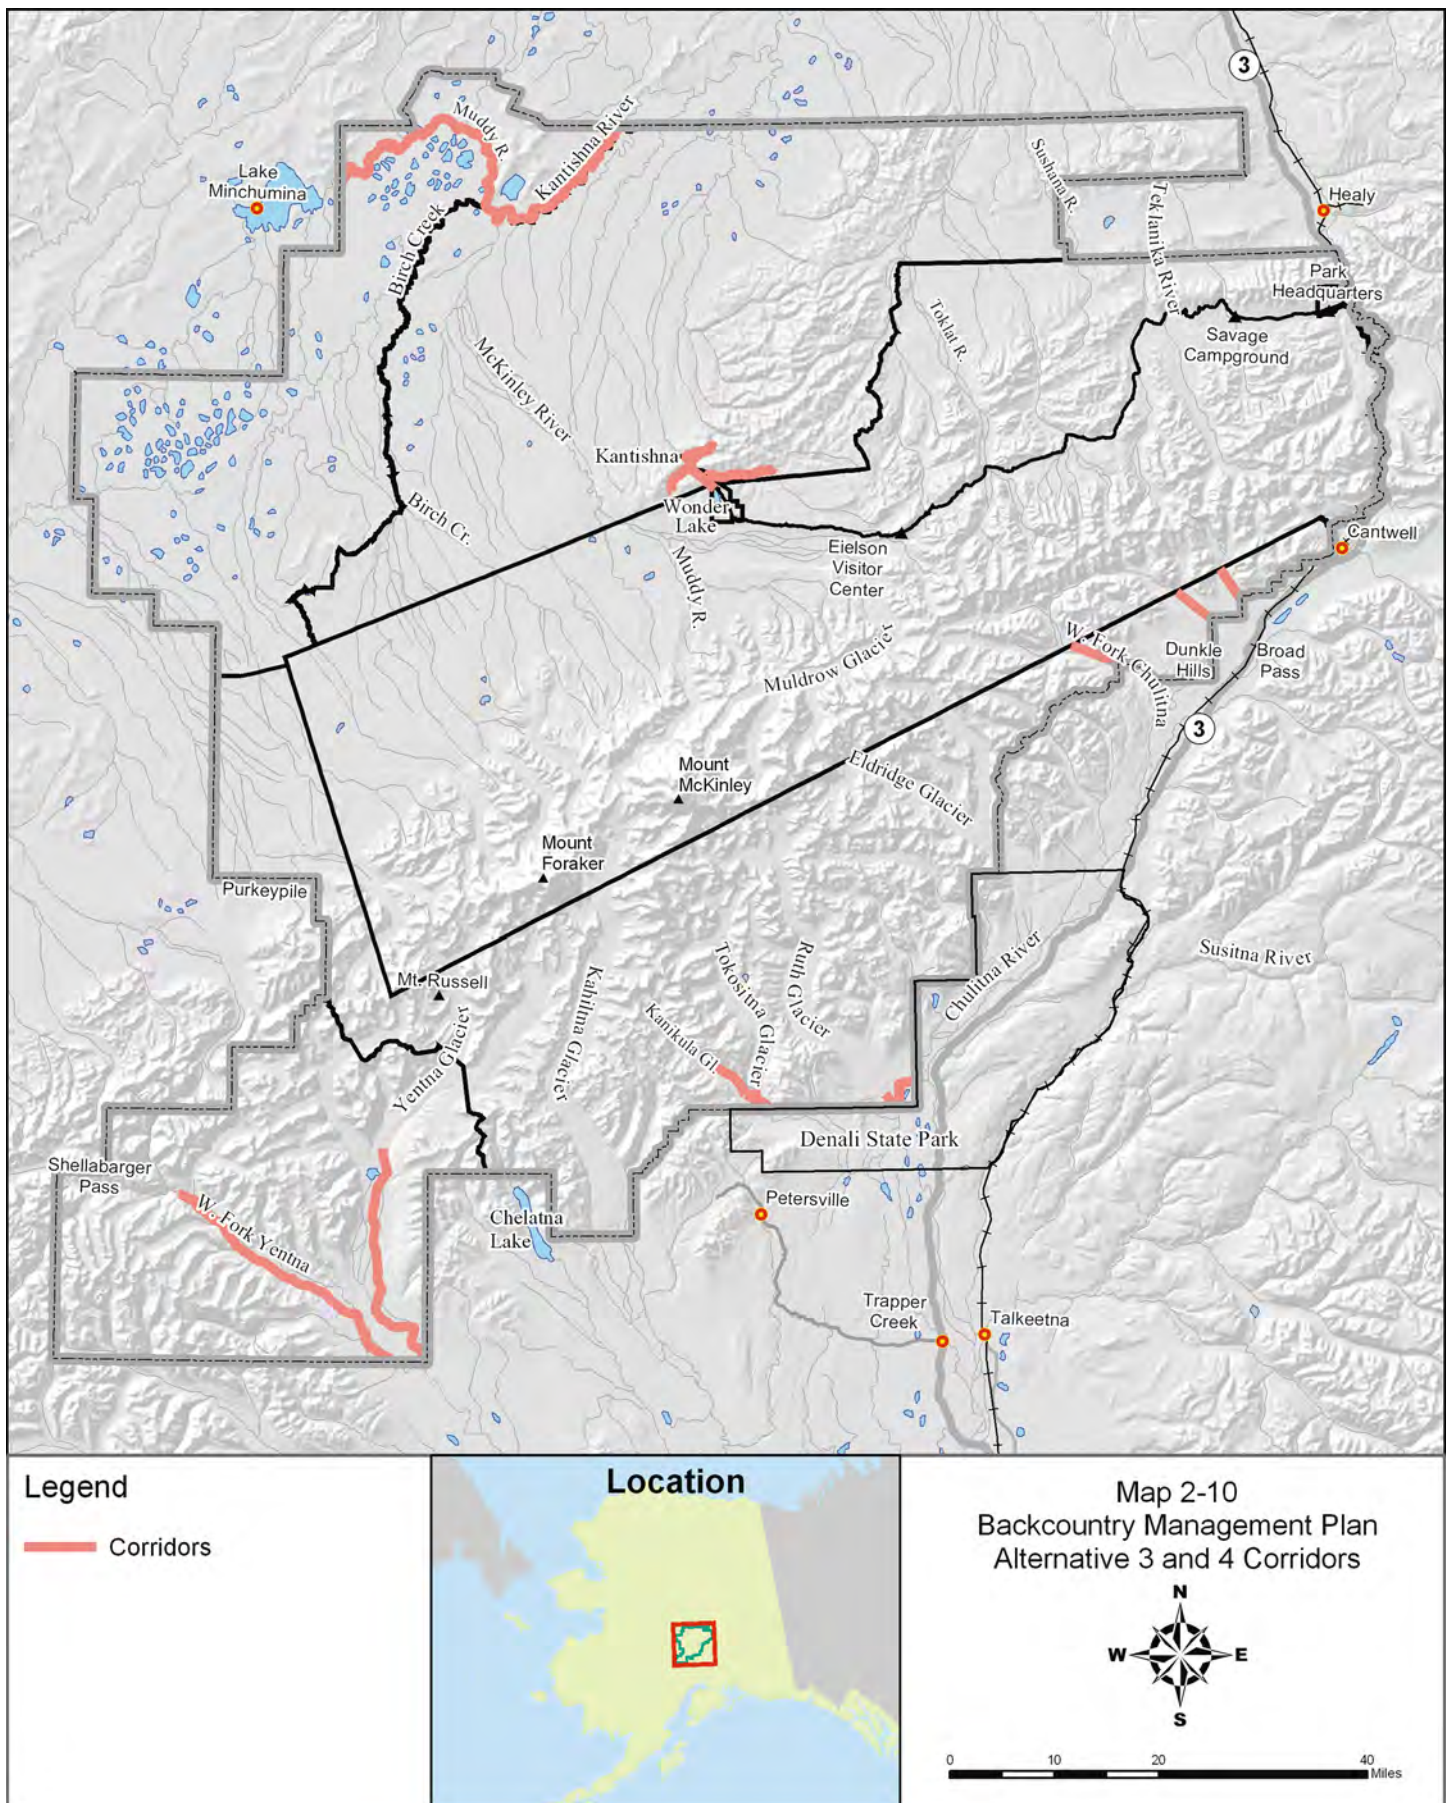 3
Muddy R.
Kantishna River
Lake
Minchumina
Sushana R.
Teklanika River
Healy
Birch Creek
Park
Headquarters
Toklat R.
Savage
Campground
McKinley River
Kantishna
Birch Cr.
Wonder
Lake
Cantwell
Eielson
Visitor
Center
Muddy R.
W. Fork Chulitna
Dunkle
Hills
Broad
Pass
Muldrow Glacier
3
Mount
McKinley
Eldridge Glacier
Mount
Foraker
Purkeypile
Mt. Russell
Kahiltna Glacier
Tokositna Glacier
Ruth Glacier
Chulitna River
Susitna River
Kanikula Gl.
Yentna Glacier
Denali State Park
Shellabarger
Pass
W. Fork Yentna
Chelatna
Lake
Petersville
Trapper
Creek
Talkeetna
Legend
Corridors
Location
Map 2-10
Backcountry Management Plan
Alternative 3 and 4 Corridors
N
W
E
S
0
10
20
40
Miles